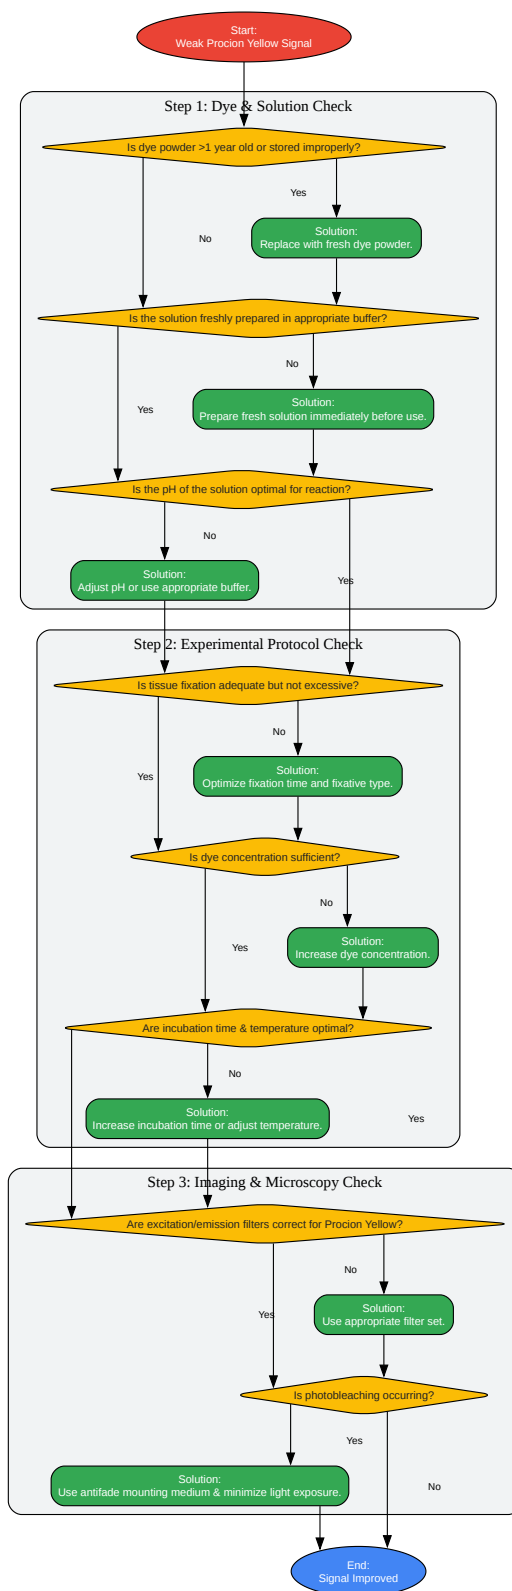 Start:
Weak Procion Yellow Signal
Step 1: Dye & Solution Check
Is dye powder >1 year old or stored improperly?
Yes
No
Solution:
Replace with fresh dye powder.
Is the solution freshly prepared in appropriate buffer?
No
Yes
Solution:
Prepare fresh solution immediately before use.
Is the pH of the solution optimal for reaction?
No
Yes
Solution:
Adjust pH or use appropriate buffer.
Step 2: Experimental Protocol Check
Is tissue fixation adequate but not excessive?
No
Yes
Solution:
Optimize fixation time and fixative type.
Is dye concentration sufficient?
No
Yes
Solution:
Increase dye concentration.
Are incubation time & temperature optimal?
No
Yes
Solution:
Increase incubation time or adjust temperature.
Step 3: Imaging & Microscopy Check
Are excitation/emission filters correct for Procion Yellow?
No
Yes
Solution:
Use appropriate filter set.
Is photobleaching occurring?
Yes
No
Solution:
Use antifade mounting medium & minimize light exposure.
End:
Signal Improved